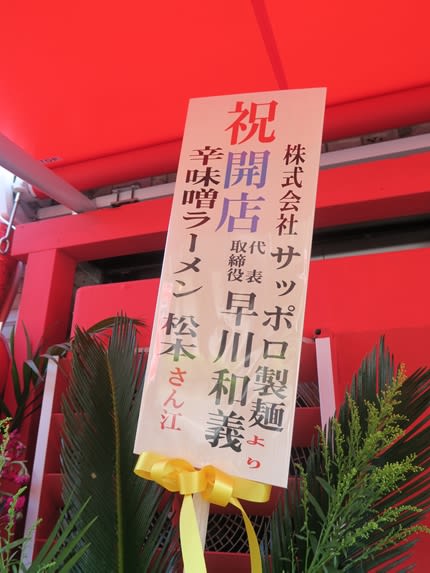 株式会社 サッポロ製麺より
祝 開店 代表取締役 早川和義
辛味噌ラーメン 松本さん江